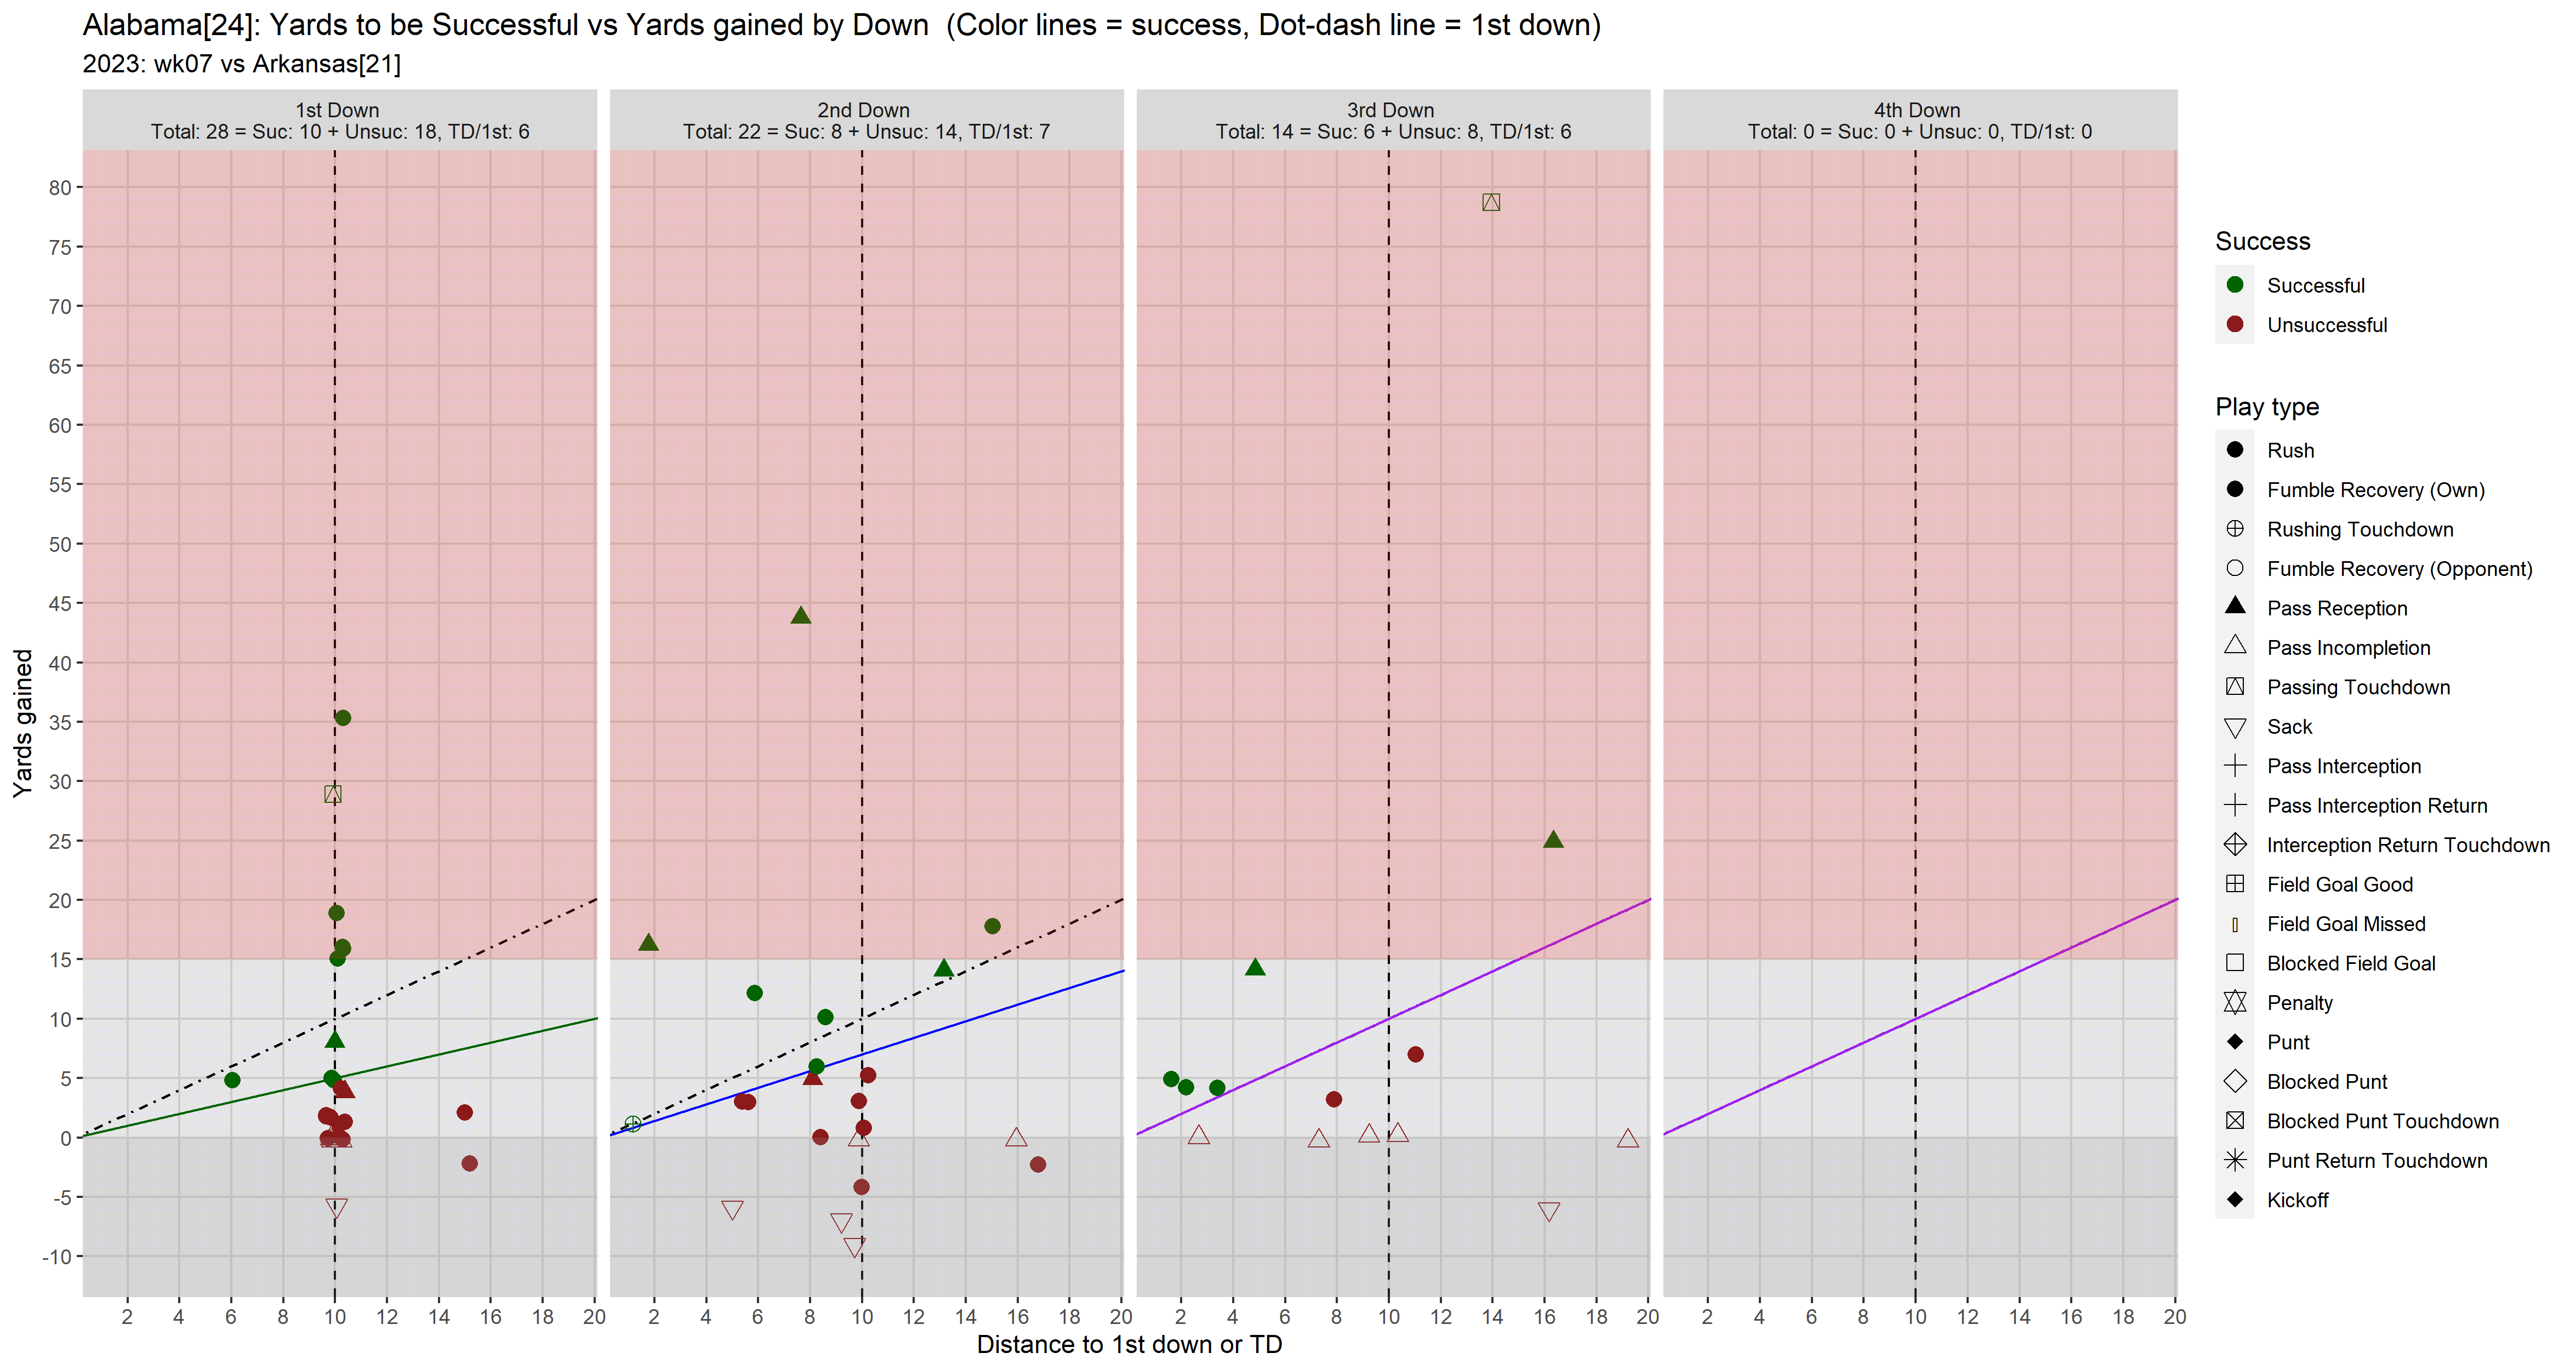 Alabama[24]: Yards to be Successful vs Yards gained by Down  (Color lines = success, Dot-dash line = 1st down)
2023: wk07 vs Arkansas[21]
1st Down
Total: 28 = Suc: 10 + Unsuc: 18, TD/1st: 6
2nd Down
Total: 22 = Suc: 8 + Unsuc: 14, TD/1st: 7
3rd Down
Total: 14 = Suc: 6 + Unsuc: 8, TD/1st: 6
4th Down
Total: 0 = Suc: 0 + Unsuc: 0, TD/1st: 0
Yards gained
80
75
70
65
60
55
50
45
40
35
30
25
20
15
10
5
0
-5
-10
2 4 6 8 10 12 14 16 18 20
2 4 6 8 10 12 14 16 18 20
2 4 6 8 10 12 14 16 18 20
2 4 6 8 10 12 14 16 18 20
Distance to 1st down or TD
Success
Successful
Unsuccessful
Play type
Rush
Fumble Recovery (Own)
Rushing Touchdown
Fumble Recovery (Opponent)
Pass Reception
Pass Incompletion
Passing Touchdown
Sack
Pass Interception
Pass Interception Return
Interception Return Touchdown
Field Goal Good
Field Goal Missed
Blocked Field Goal
Penalty
Punt
Blocked Punt
Blocked Punt Touchdown
Punt Return Touchdown
Kickoff